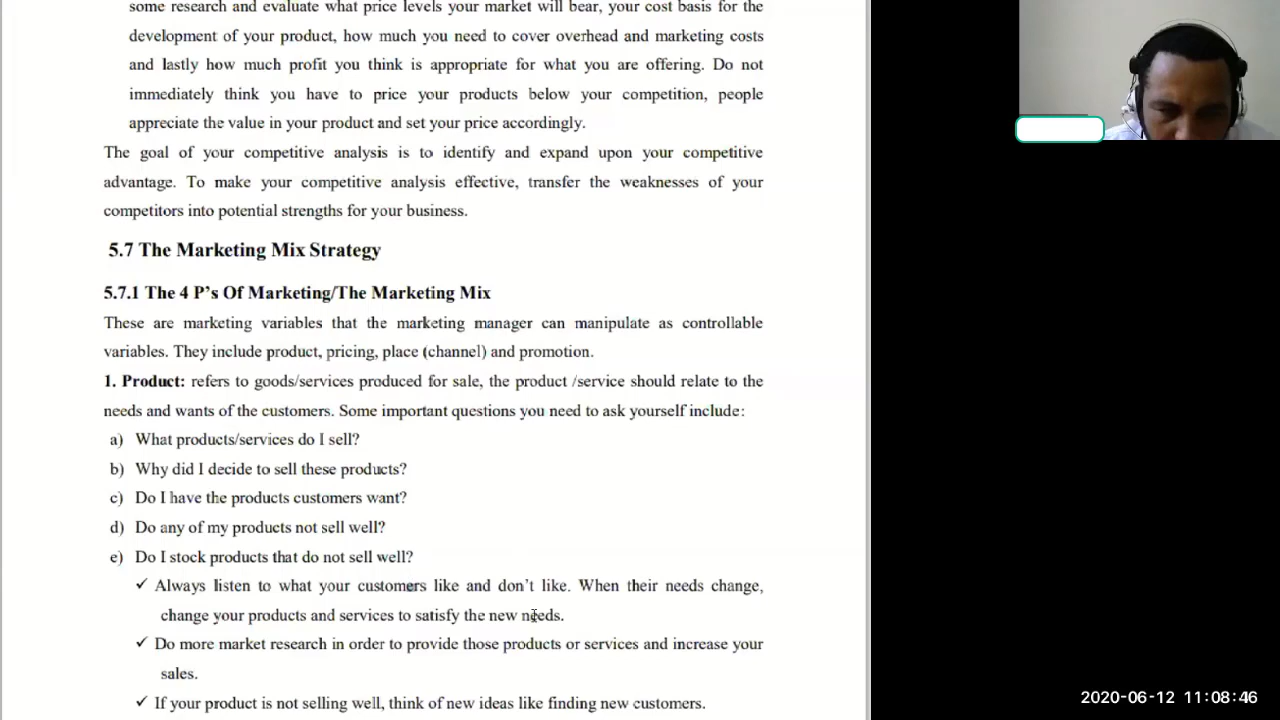 some research and evaluate what price levels your market will bear, your cost basis for the
development of your product, how much you need to cover overhead and marketing costs
and lastly how much profit you think is appropriate for what you are offering. Do not
immediately think you have to price your products below your competition, people
appreciate the value in your product and set your price accordingly.
The goal of your competitive analysis is to identify and expand upon your competitive
advantage. To make your competitive analysis effective, transfer the weaknesses of your
competitors into potential strengths for your business.
5.7 The Marketing Mix Strategy
5.7.1 The 4 P's Of Marketing/The Marketing Mix
These are marketing variables that the marketing manager can manipulate as controllable
variables. They include product, pricing, place (channel) and promotion.
1. Product: refers to goods/services produced for sale, the product /service should relate to the
needs and wants of the customers. Some important questions you need to ask yourself include:
a) What products/services do I sell?
b) Why did I decide to sell these products?
c) Do I have the products customers want?
d) Do any of my products not sell well?
e) Do I stock products that do not sell well?
✓ Always listen to what your customers like and don't like. When their needs change,
change your products and services to satisfy the new needs.
✓ Do more market research in order to provide those products or services and increase your
sales.
✓ If your product is not selling well, think of new ideas like finding new customers.
2020-06-12 11:08:46